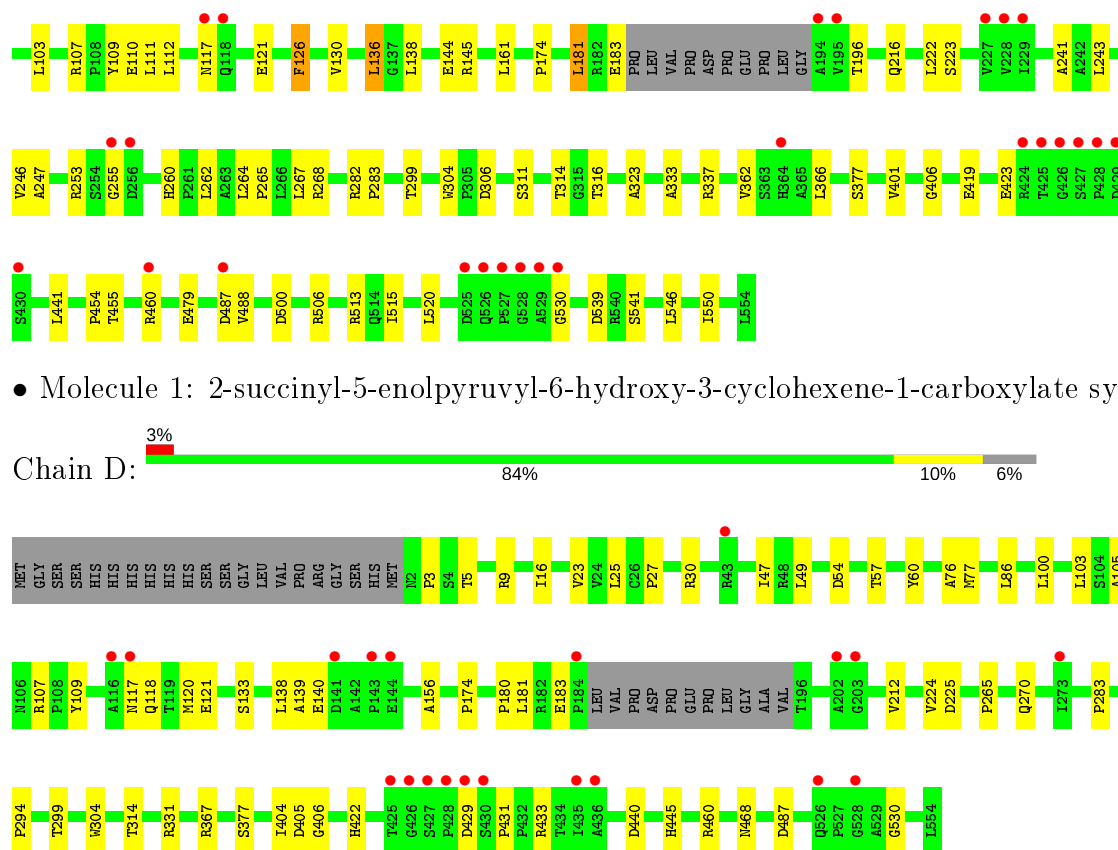 L103 R107 P108 Y109 E110 L111 L112 N117 Q118 E121 F126 V130 L136 G137 L138 E144 R145 L161 P174 L181 R182 E183 PRO LEU VAL PRO ASP PRO GLU PRO LEU GLY A194 V195 T196 Q216 L222 S223 V227 V228 I229 A241 A242 L243
V246 A247 R253 S254 G255 D256 H260 P261 L262 A263 L264 P265 L266 L267 R268 R282 P283 T299 W304 P305 D306 S311 T314 G315 T316 A323 A333 R337 V362 S363 H364 A365 L366 S377 V401 G406 E419 E423 R424 T425 G426 S427 P428
S430 L441 P454 T455 R460 E479 D487 V488 D500 R506 R513 Q514 I515 L520 D525 Q526 P527 G528 A529 G530 D539 R540 S541 L546 I550 L554
• Molecule 1: 2-succinyl-5-enolpyruvyl-6-hydroxy-3-cyclohexene-1-carboxylate sy
3%
Chain D: 84% 10% 6%
MET GLY SER SER HIS HIS HIS HIS HIS HIS SER SER GLY LEU VAL PRO ARG GLY SER HIS MET N2 P3 S4 T5 R9 I16 V23 V24 L25 C26 P27 R30 R43 I47 R48 L49 D54 T57 Y60 A76 M77 L86 L100 L103 S104 A105
N106 R107 P108 Y109 A116 N117 Q118 T119 M120 E121 S133 L138 A139 E140 D141 A142 P143 E144 A156 P174 P180 L181 R182 E183 P184 LEU VAL PRO ASP PRO GLU PRO LEU GLY ALA VAL T196 A202 G203 V212 V224 D225 P265 Q270 I273 P283
P294 T299 W304 T314 R331 R367 S377 I404 D405 G406 H422 T425 G426 S427 P428 D429 S430 P431 P432 R433 T434 I435 A436 D440 H445 R460 N468 D487 Q526 P527 G528 A529 G530 L554